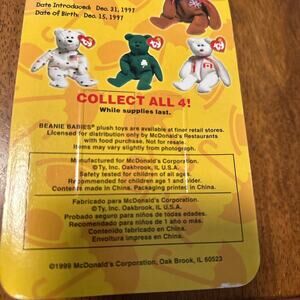 Date Introduced: Dec. 31, 1997
Date of Birth: Dec. 15, 1997
COLLECT ALL 4!
While supplies last.
BEANIE BABIES® plush toys are available at finer retail stores.
Licensed for distribution only by McDonald's Restaurants
with food purchase. Not for resale.
Items may vary slightly from photograph.
Manufactured for McDonald's Corporation.
©Ty, Inc. Oakbrook, IL U.S.A.
Safety tested for children of all ages.
Recommended for children age 1 and older.
Contents made in China. Packaging printed in China.
Fabricado para McDonald's Corporation
©Ty, Inc. Oakbrook, IL U.S.A.
Probado seguro para niños de todas edades.
Recomendado para niños de 1 año o más.
Contenido fabricado en China.
Envoltura impresa en China.
©1999 McDonald's Corporation, Oak Brook, IL 60523